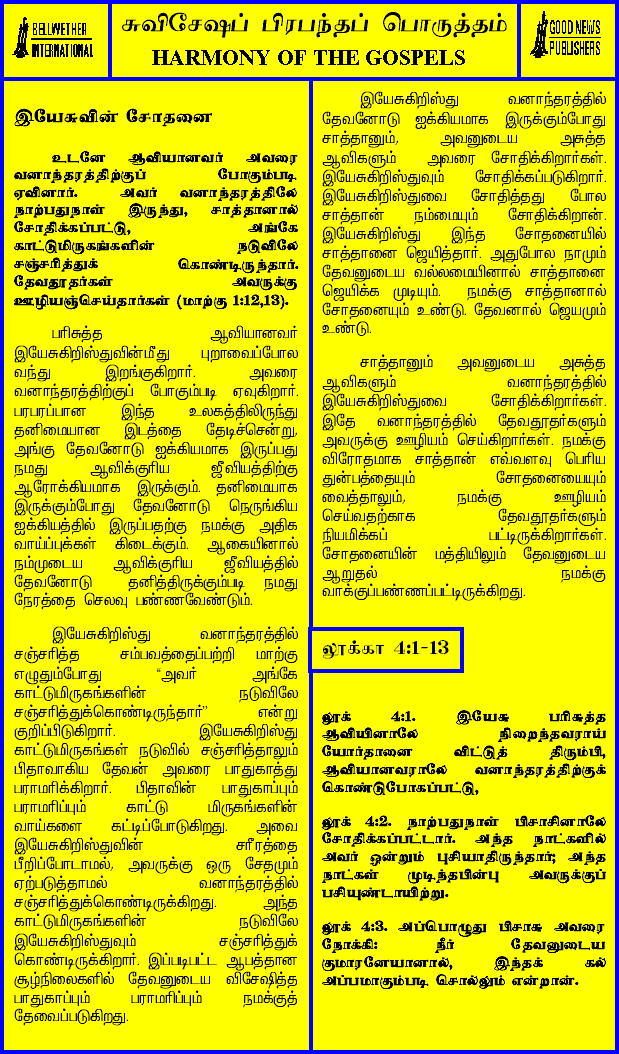 BELLWETHER
INTERNATIONAL
சுவிசேஷப் பிரபந்தப் பொருத்தம்
HARMONY OF THE GOSPELS
GOOD NEWS
PUBLISHERS
இயேசுவின் சோதனை
உடனே ஆவியானவர் அவரை
வனாந்தரத்திற்குப் போகும்படி
ஏவினார். அவர் வனாந்தரத்திலே
நாற்பதுநாள் இருந்து, சாத்தானால்
சோதிக்கப்பட்டு, அங்கே
காட்டுமிருகங்களின் நடுவிலே
சஞ்சரித்துக் கொண்டிருந்தார்.
தேவதூதர்கள் அவருக்கு
ஊழியஞ்செய்தார்கள் (மாற்கு 1:12,13).
பரிசுத்த ஆவியானவர்
இயேசுகிறிஸ்துவின்மீது புறாவைப்போல
வந்து இறங்குகிறார். அவரை
வனாந்தரத்திற்குப் போகும்படி ஏவுகிறார்.
பரபரப்பான இந்த உலகத்திலிருந்து
தனிமையான இடத்தை தேடிச்சென்று,
அங்கு தேவனோடு ஐக்கியமாக இருப்பது
நமது ஆவிக்குரிய ஜீவியத்திற்கு
ஆரோக்கியமாக இருக்கும். தனிமையாக
இருக்கும்போது தேவனோடு நெருங்கிய
ஐக்கியத்தில் இருப்பதற்கு நமக்கு அதிக
வாய்ப்புக்கள் கிடைக்கும். ஆகையினால்
நம்முடைய ஆவிக்குரிய ஜீவியத்தில்
தேவனோடு தனித்திருக்கும்படி நமது
நேரத்தை செலவு பண்ணவேண்டும்.
இயேசுகிறிஸ்து வனாந்தரத்தில்
சஞ்சரித்த சம்பவத்தைப்பற்றி மாற்கு
எழுதும்போது “அவர் அங்கே
காட்டுமிருகங்களின் நடுவிலே
சஞ்சரித்துக்கொண்டிருந்தார்” என்று
குறிப்பிடுகிறார். இயேசுகிறிஸ்து
காட்டுமிருகங்கள் நடுவில் சஞ்சரித்தாலும்
பிதாவாகிய தேவன் அவரை பாதுகாத்து
பராமரிக்கிறார். பிதாவின் பாதுகாப்பும்
பராமரிப்பும் காட்டு மிருகங்களின்
வாய்களை கட்டிப்போடுகிறது. அவை
இயேசுகிறிஸ்துவின் சரீரத்தை
பீறிப்போடாமல், அவருக்கு ஒரு சேதமும்
ஏற்படுத்தாமல் வனாந்தரத்தில்
சஞ்சரித்துக்கொண்டிருக்கிறது. அந்த
காட்டுமிருகங்களின் நடுவிலே
இயேசுகிறிஸ்துவும் சஞ்சரித்துக்
கொண்டிருக்கிறார். இப்படிபட்ட ஆபத்தான
சூழ்நிலைகளில் தேவனுடைய விசேஷித்த
பாதுகாப்பும் பராமரிப்பும் நமக்குத்
தேவைப்படுகிறது.
இயேசுகிறிஸ்து வனாந்தரத்தில்
தேவனோடு ஐக்கியமாக இருக்கும்போது
சாத்தானும், அவனுடைய அசுத்த
ஆவிகளும் அவரை சோதிக்கிறார்கள்.
இயேசுகிறிஸ்துவும் சோதிக்கப்படுகிறார்.
இயேசுகிறிஸ்துவை சோதித்தது போல
சாத்தான் நம்மையும் சோதிக்கிறான்.
இயேசுகிறிஸ்து இந்த சோதனையில்
சாத்தானை ஜெயித்தார். அதுபோல நாமும்
தேவனுடைய வல்லமையினால் சாத்தானை
ஜெயிக்க முடியும். நமக்கு சாத்தானால்
சோதனையும் உண்டு. தேவனால் ஜெயமும்
உண்டு.
சாத்தானும் அவனுடைய அசுத்த
ஆவிகளும் வனாந்தரத்தில்
இயேசுகிறிஸ்துவை சோதிக்கிறார்கள்.
இதே வனாந்தரத்தில் தேவதூதர்களும்
அவருக்கு ஊழியம் செய்கிறார்கள். நமக்கு
விரோதமாக சாத்தான் எவ்வளவு பெரிய
துன்பத்தையும் சோதனையையும்
வைத்தாலும், நமக்கு ஊழியம்
செய்வதற்காக தேவதூதர்களும்
நியமிக்கப் பட்டிருக்கிறார்கள்.
சோதனையின் மத்தியிலும் தேவனுடைய
ஆறுதல் நமக்கு
வாக்குப்பண்ணப்பட்டிருக்கிறது.
லூக்கா 4:1-13
லூக் 4:1. இயேசு பரிசுத்த
ஆவியினாலே நிறைந்தவராய்
யோர்தானை விட்டுத் திரும்பி,
ஆவியானவராலே வனாந்தரத்திற்குக்
கொண்டுபோகப்பட்டு,
லூக் 4:2. நாற்பதுநாள் பிசாசினாலே
சோதிக்கப்பட்டார். அந்த நாட்களில்
அவர் ஒன்றும் புசியாதிருந்தார்; அந்த
நாட்கள் முடிந்தபின்பு அவருக்குப்
பசியுண்டாயிற்று.
லூக் 4:3. அப்பொழுது பிசாசு அவரை
நோக்கி: நீர் தேவனுடைய
குமாரனேயானால், இந்தக் கல்
அப்பமாகும்படி சொல்லும் என்றான்.